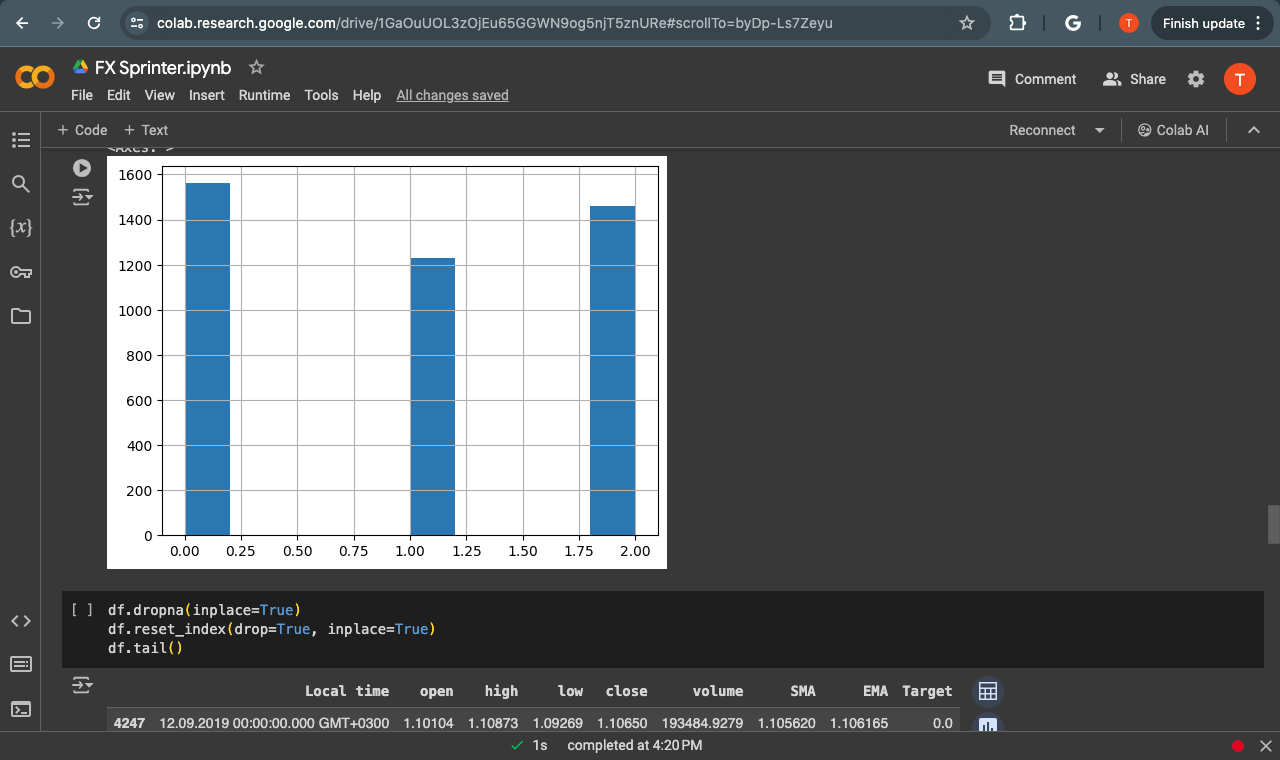 colab.research.google.com/drive/1GaOuUOL3zOjEu65GGWN9og5njT5znURe#scrollTo=byDp-Ls7Zeyu
T
Finish update
FX Sprinter.ipynb
File Edit View Insert Runtime Tools Help All changes saved
Comment
Share
T
+ Code + Text
Reconnect
Colab AI
<Axes: >
1600
1400
1200
1000
800
600
400
200
0
0.00 0.25 0.50 0.75 1.00 1.25 1.50 1.75 2.00
{x}
[ ] df.dropna(inplace=True)
df.reset_index(drop=True, inplace=True)
df.tail()
Local time open high low close volume SMA EMA Target
4247 12.09.2019 00:00:00.000 GMT+0300 1.10104 1.10873 1.09269 1.10650 193484.9279 1.105620 1.106165 0.0
1s completed at 4:20 PM